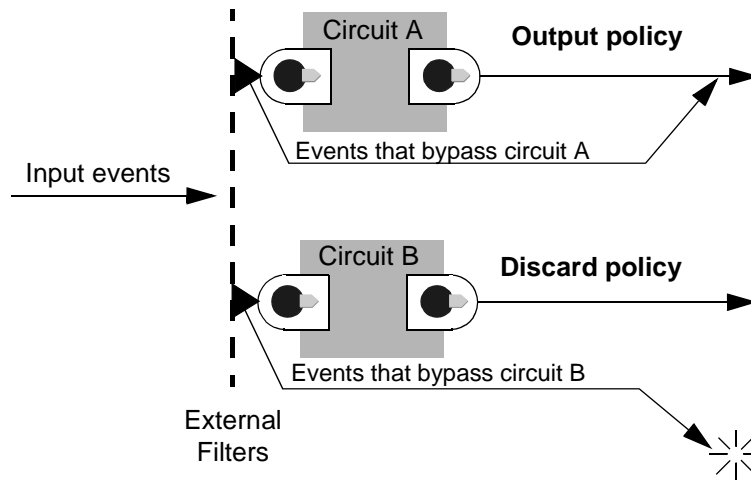 Circuit A
Output policy
Events that bypass circuit A
Input events
Circuit B
Discard policy
Events that bypass circuit B
External
Filters